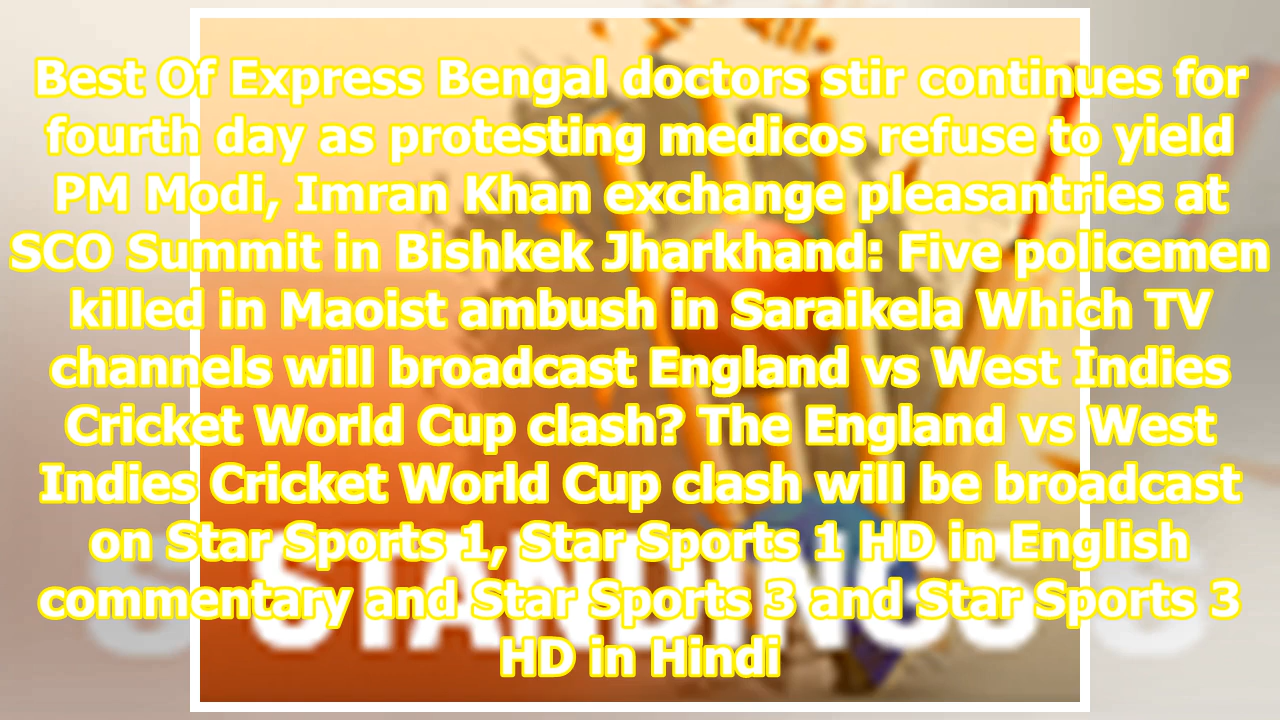 Best Of Express Bengal doctors stir continues for
fourth day as protesting medicos refuse to yield
PM Modi, Imran Khan exchange pleasantries at
SCO Summit in Bishkek Jharkhand: Five policemen
killed in Maoist ambush in Saraikela Which TV
channels will broadcast England vs West Indies
Cricket World Cup clash? The England vs West
Indies Cricket World Cup clash will be broadcast
on Star Sports 1, Star Sports 1 HD in English
commentary and Star Sports 3 and Star Sports 3
HD in Hindi
STANDINGS